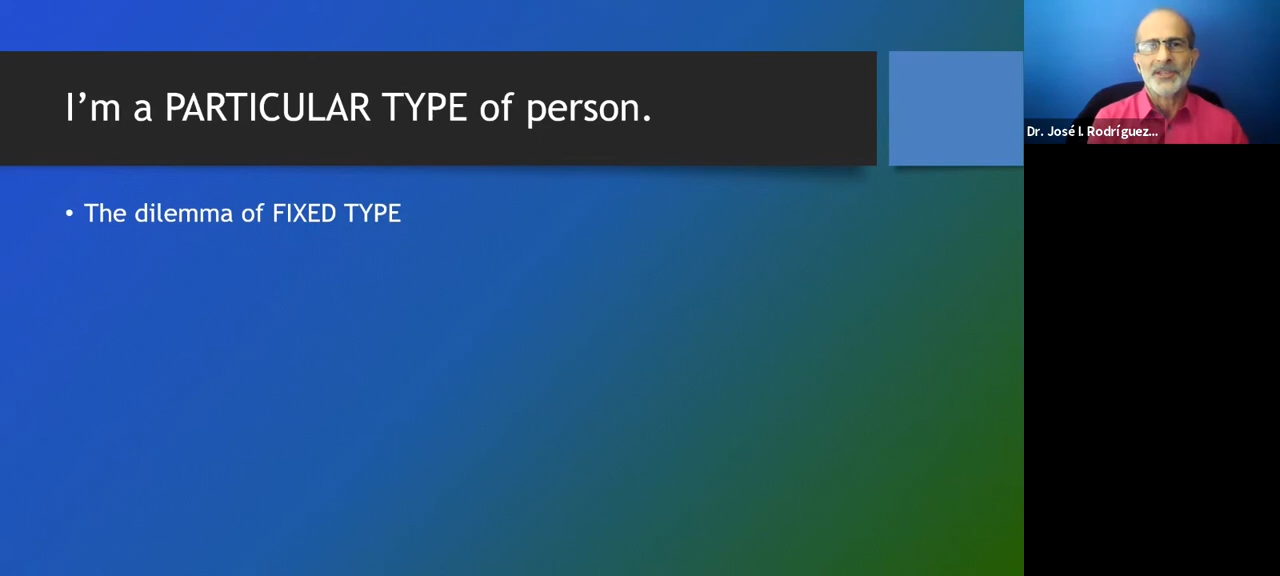 I’m a PARTICULAR TYPE of person.
• The dilemma of FIXED TYPE
Dr. José I. Rodríguez...